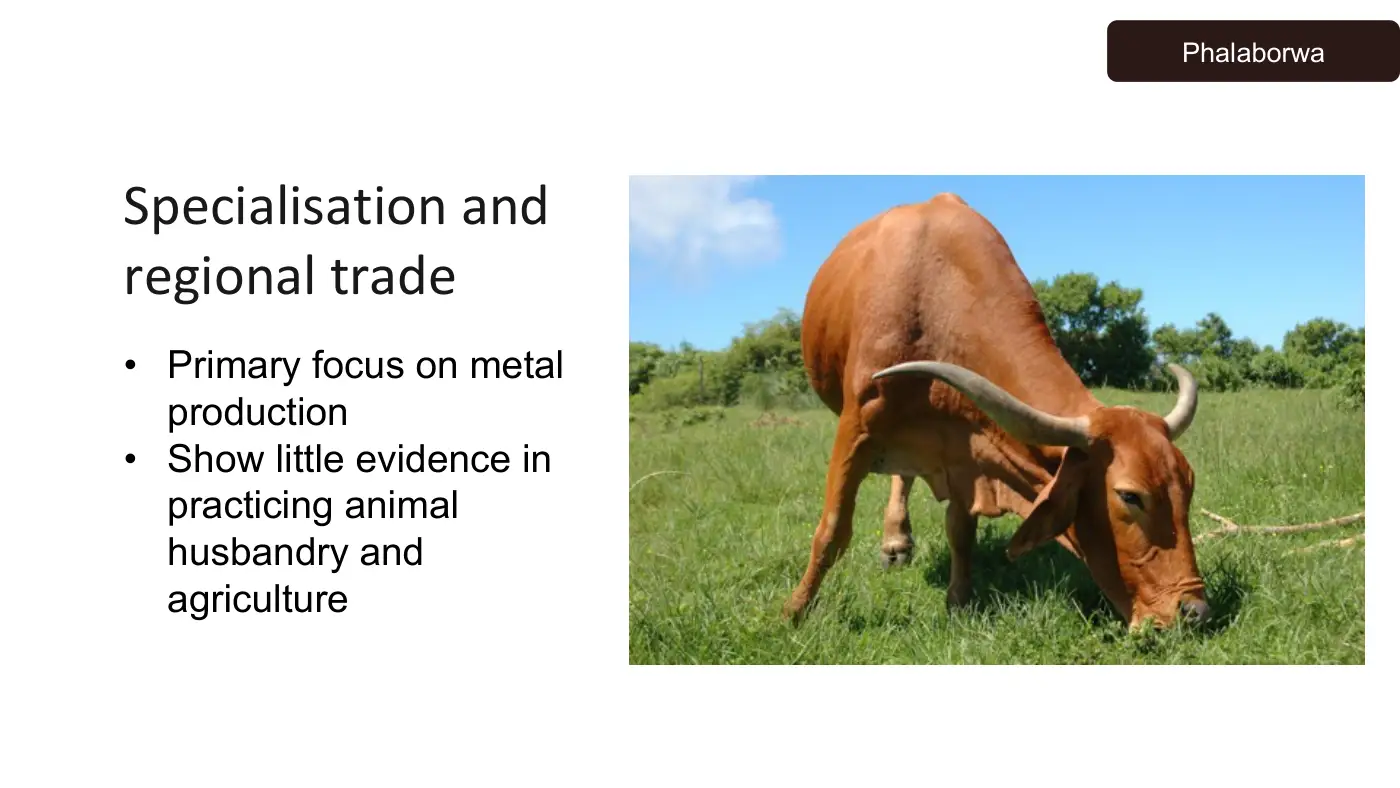 Phalaborwa
Specialisation and
regional trade
• Primary focus on metal
production
• Show little evidence in
practicing animal
husbandry and
agriculture